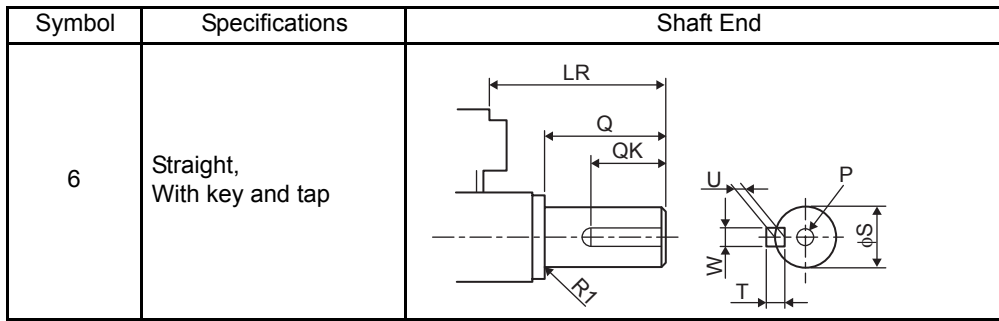 Symbol
Specifications
Shaft End
6
Straight,
With key and tap
LR
Q
QK
R1
U
P
W
T
φS